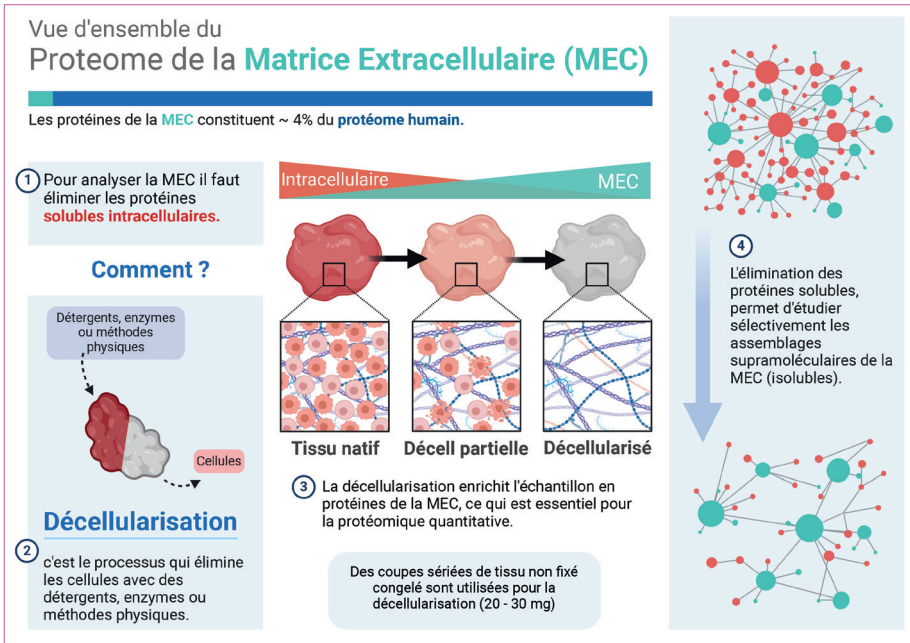 Vue d'ensemble du
Proteome de la Matrice Extracellulaire (MEC)
Les protéines de la MEC constituent ~ 4% du protéome humain.
1 Pour analyser la MEC il faut
éliminer les protéines
solubles intracellulaires.
Comment ?
Détergents, enzymes
ou méthodes
physiques
Cellules
Décellularisation
2
c'est le processus qui élimine
les cellules avec des
détergents, enzymes ou
méthodes physiques.
Intracellulaire
MEC
Tissu natif
Décell partielle
Décellularisé
3 La décellularisation enrichit l'échantillon en
protéines de la MEC, ce qui est essentiel pour
la protéomique quantitative.
Des coupes sériées de tissu non fixé
congelé sont utilisées pour la
décellularisation (20 - 30 mg)
4
L'élimination des
protéines solubles,
permet d'étudier
sélectivement les
assemblages
supramoléculaires de la
MEC (isolubles).